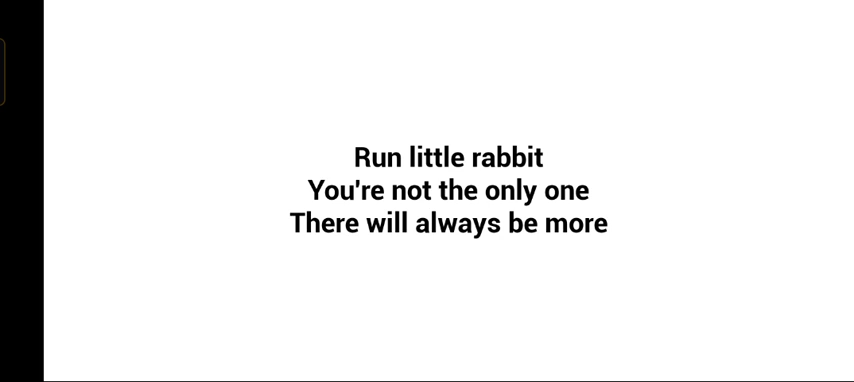 Run little rabbit
You're not the only one
There will always be more